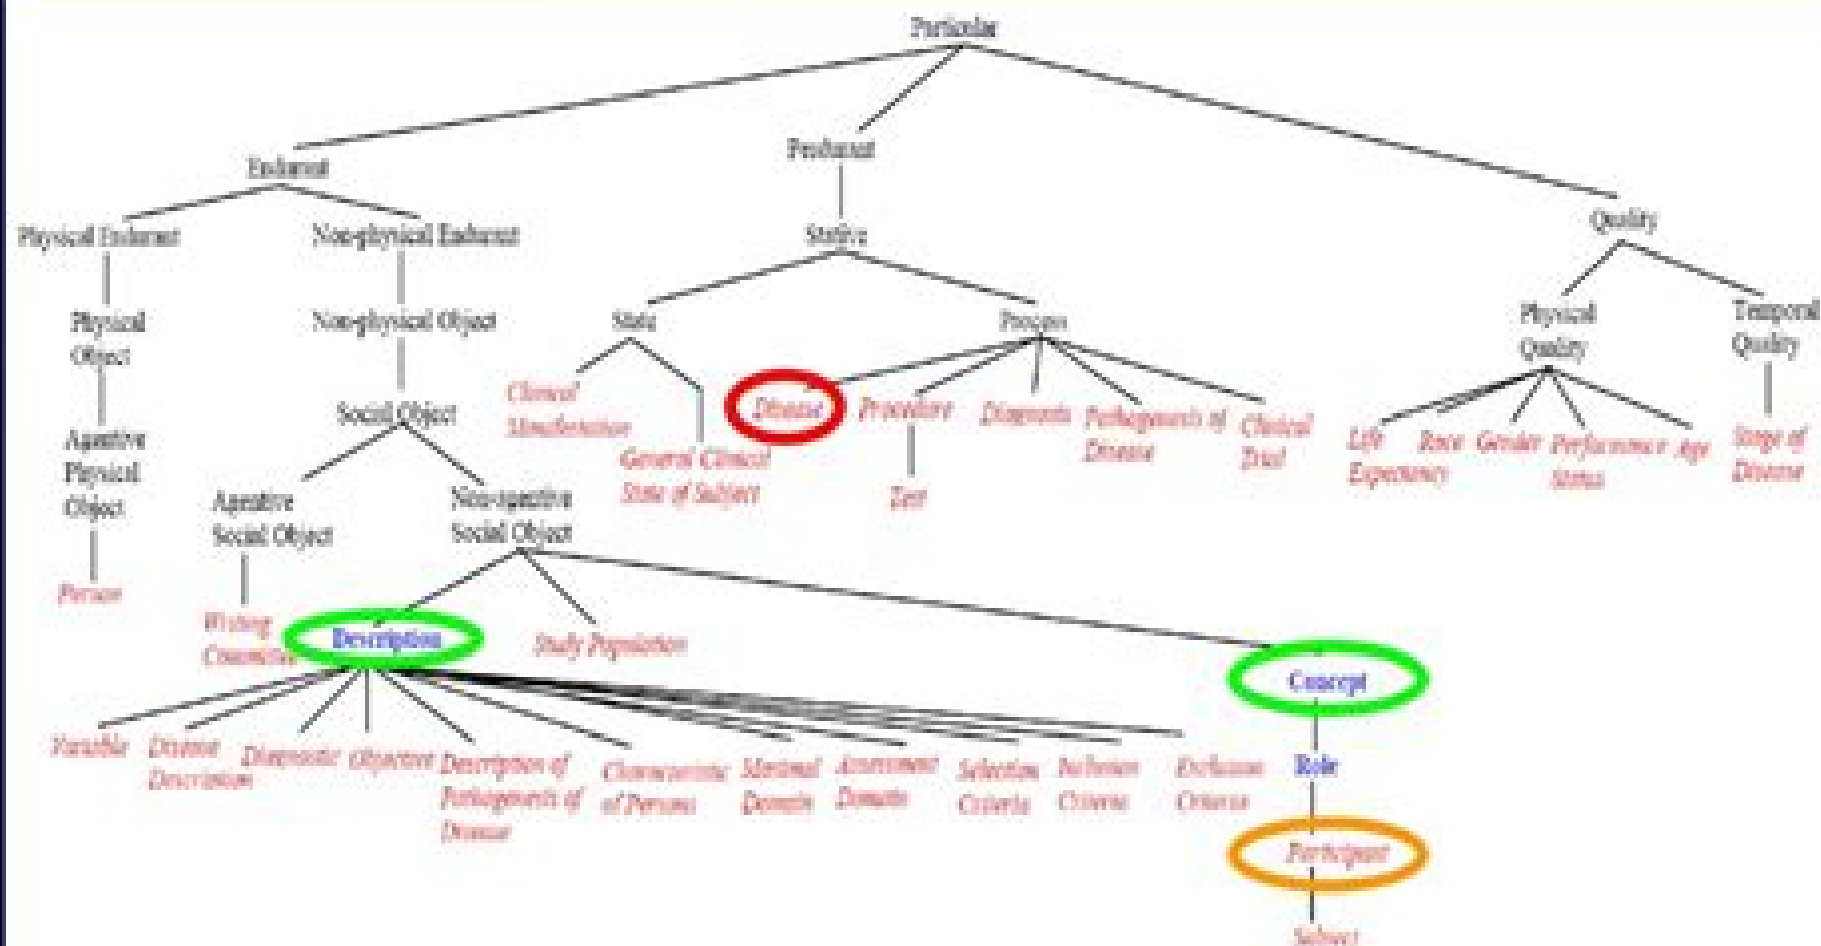 Particular
Endurant
Perdurant
Physical Endurant
Non-physical Endurant
Stative
Quality
Physical
Object
Non-physical Object
State
Process
Physical
Quality
Temporal
Quality
Clinical
Manifestation
Disease
Procedure
Diagnostic
Pathogenesis of
Disease
Clinical
Trial
Social Object
Agentive
Physical
Object
General Clinical
State of Subject
Test
Life
Expectancy
Race
Gender
Performance
Status
Age
Stage of
Disease
Agentive
Social Object
Non-agentive
Social Object
Person
Writing
Committee
Description
Study Population
Concept
Variable
Disease
Description
Diagnostic
Objective
Description of
Pathogenesis of
Disease
Characteristic
of Persons
Domain
Assessment
Domain
Selection
Criteria
Inclusion
Criteria
Exclusion
Criteria
Role
Participant
Subject